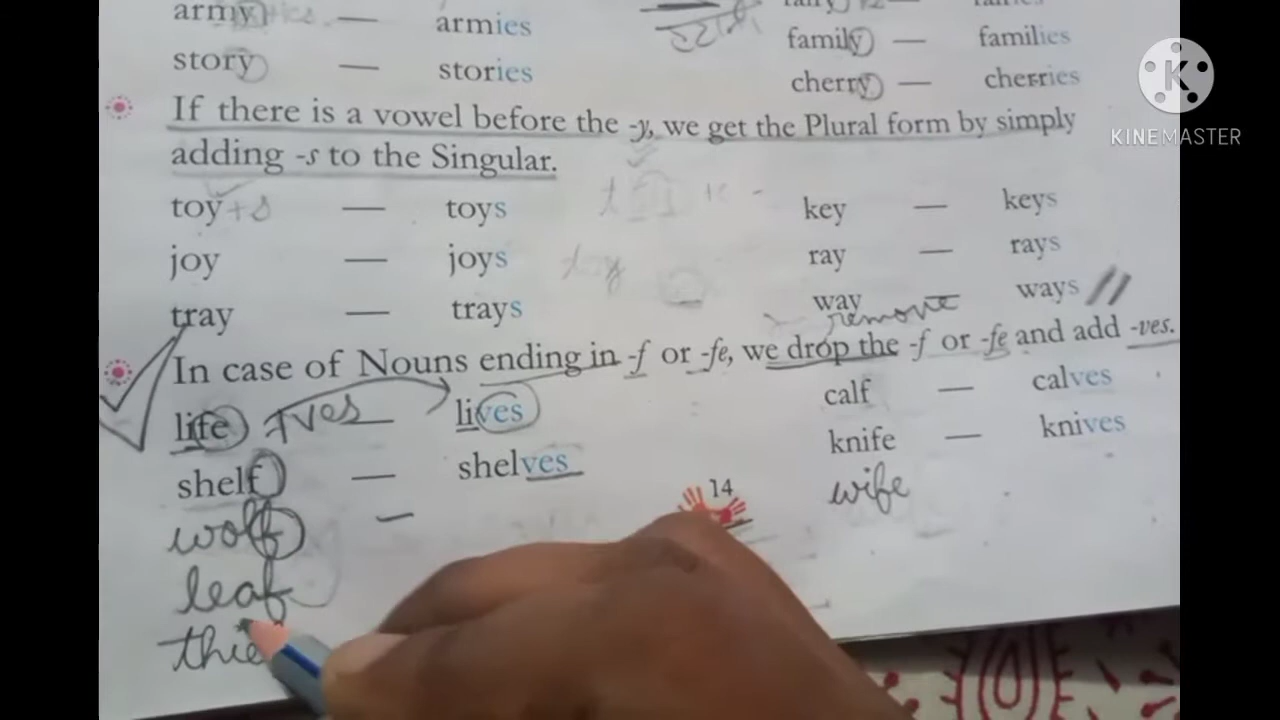 army — armies
story — stories
family — families
cherry — cherries
If there is a vowel before the -y, we get the Plural form by simply
adding -s to the Singular.
toy +s — toys
key — keys
joy — joys
ray — rays
tray — trays
way — ways
remove
In case of Nouns ending in -f or -fe, we drop the -f or -fe and add -ves.
life +ves — lives
calf — calves
shelf — shelves
knife — knives
wolf —
wife
leaf
thie
14
K
KINEMASTER